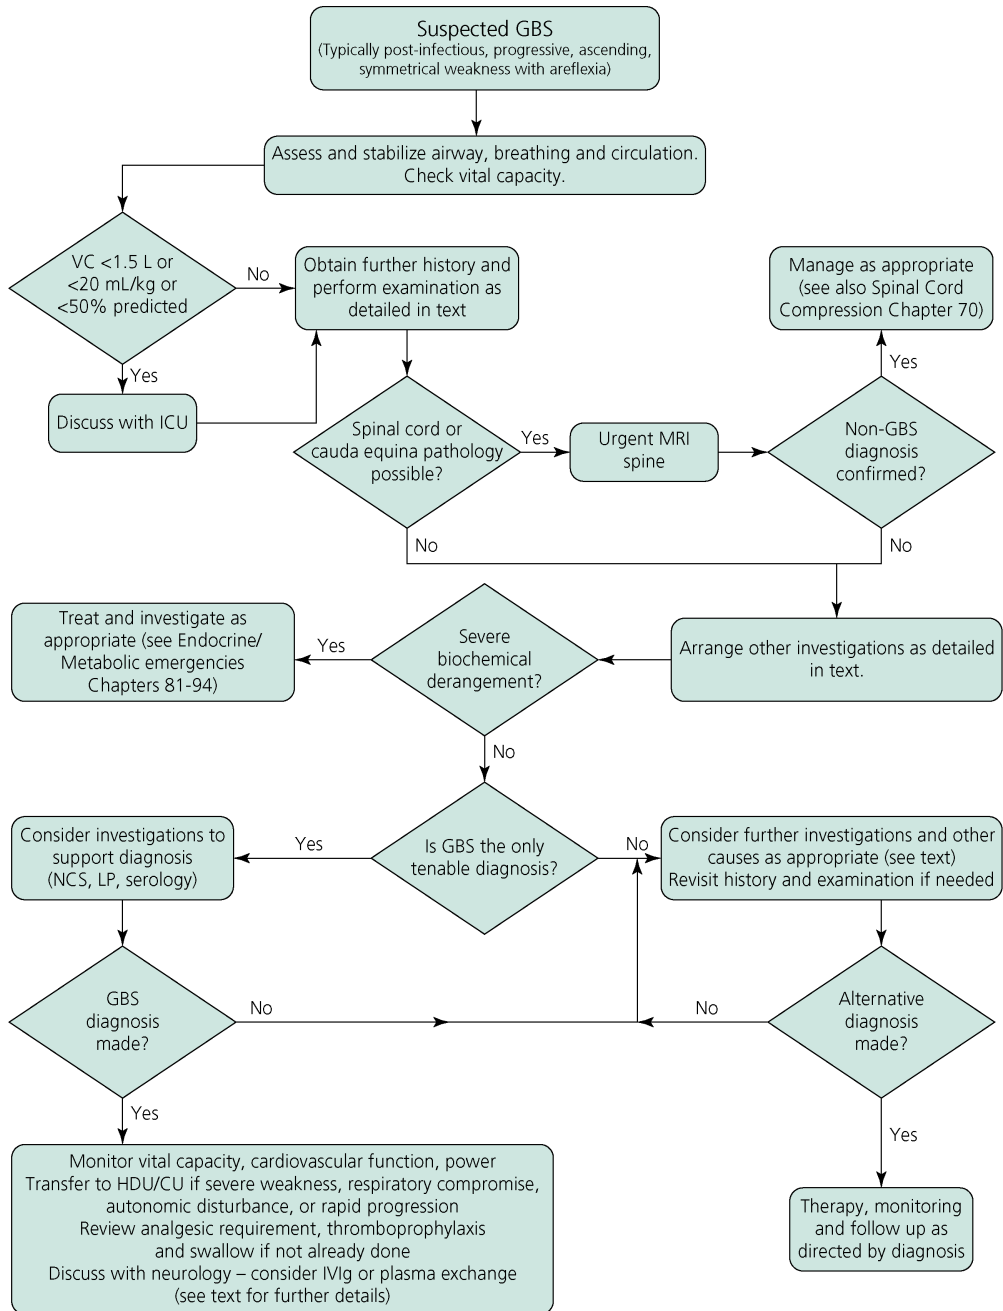 Suspected GBS
(Typically post-infectious, progressive, ascending,
symmetrical weakness with areflexia)
Assess and stabilize airway, breathing and circulation.
Check vital capacity.
VC <1.5 L or
<20 mL/kg or
<50% predicted
No
Obtain further history and
perform examination as
detailed in text
Manage as appropriate
(see also Spinal Cord
Compression Chapter 70)
Yes
Yes
Discuss with ICU
Spinal cord or
cauda equina pathology
possible?
Yes
Urgent MRI
spine
Non-GBS
diagnosis
confirmed?
No
No
Treat and investigate as
appropriate (see Endocrine/
Metabolic emergencies
Chapters 81-94)
Yes
Severe
biochemical
derangement?
Arrange other investigations as detailed
in text.
No
Consider investigations to
support diagnosis
(NCS, LP, serology)
Yes
Is GBS the only
tenable diagnosis?
No
Consider further investigations and other
causes as appropriate (see text)
Revisit history and examination if needed
GBS
diagnosis
made?
No
No
Alternative
diagnosis
made?
Yes
Yes
Monitor vital capacity, cardiovascular function, power
Transfer to HDU/CU if severe weakness, respiratory compromise,
autonomic disturbance, or rapid progression
Review analgesic requirement, thromboprophylaxis
and swallow if not already done
Discuss with neurology – consider IVIg or plasma exchange
(see text for further details)
Therapy, monitoring
and follow up as
directed by diagnosis